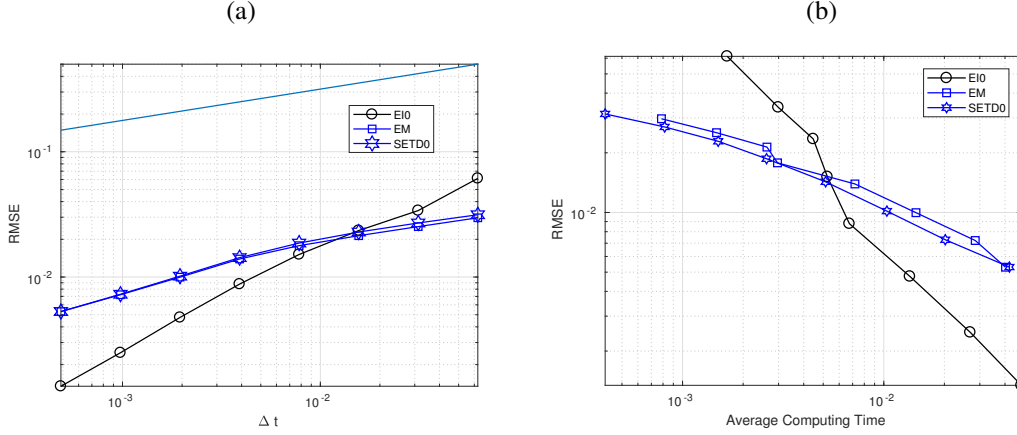 (a)
(b)
EI0
EM
SETD0
EI0
EM
SETD0
10⁻¹
10⁻²
10⁻²
RMSE
RMSE
10⁻³
10⁻²
10⁻³
10⁻²
Δ t
Average Computing Time